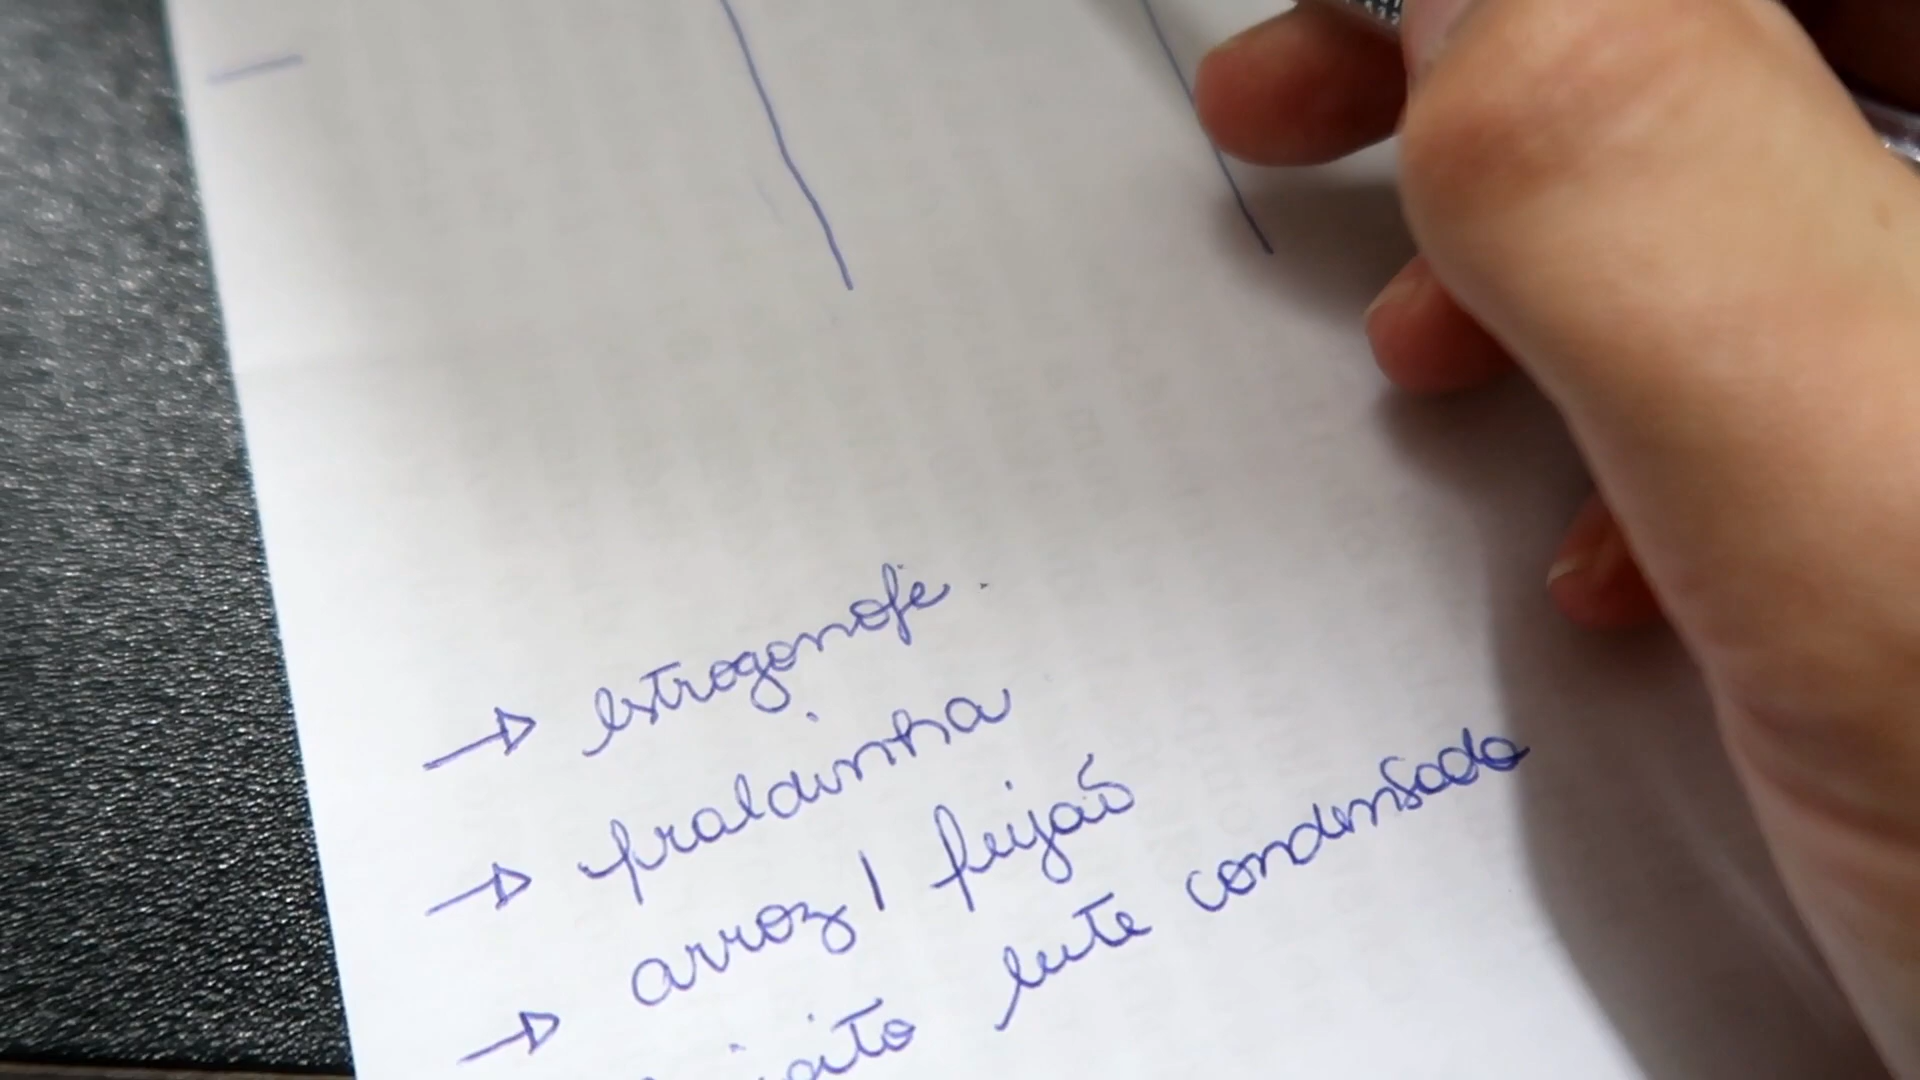 → estrogonofe.
→ fraldinha
arroz / feijão
→ leite condensado